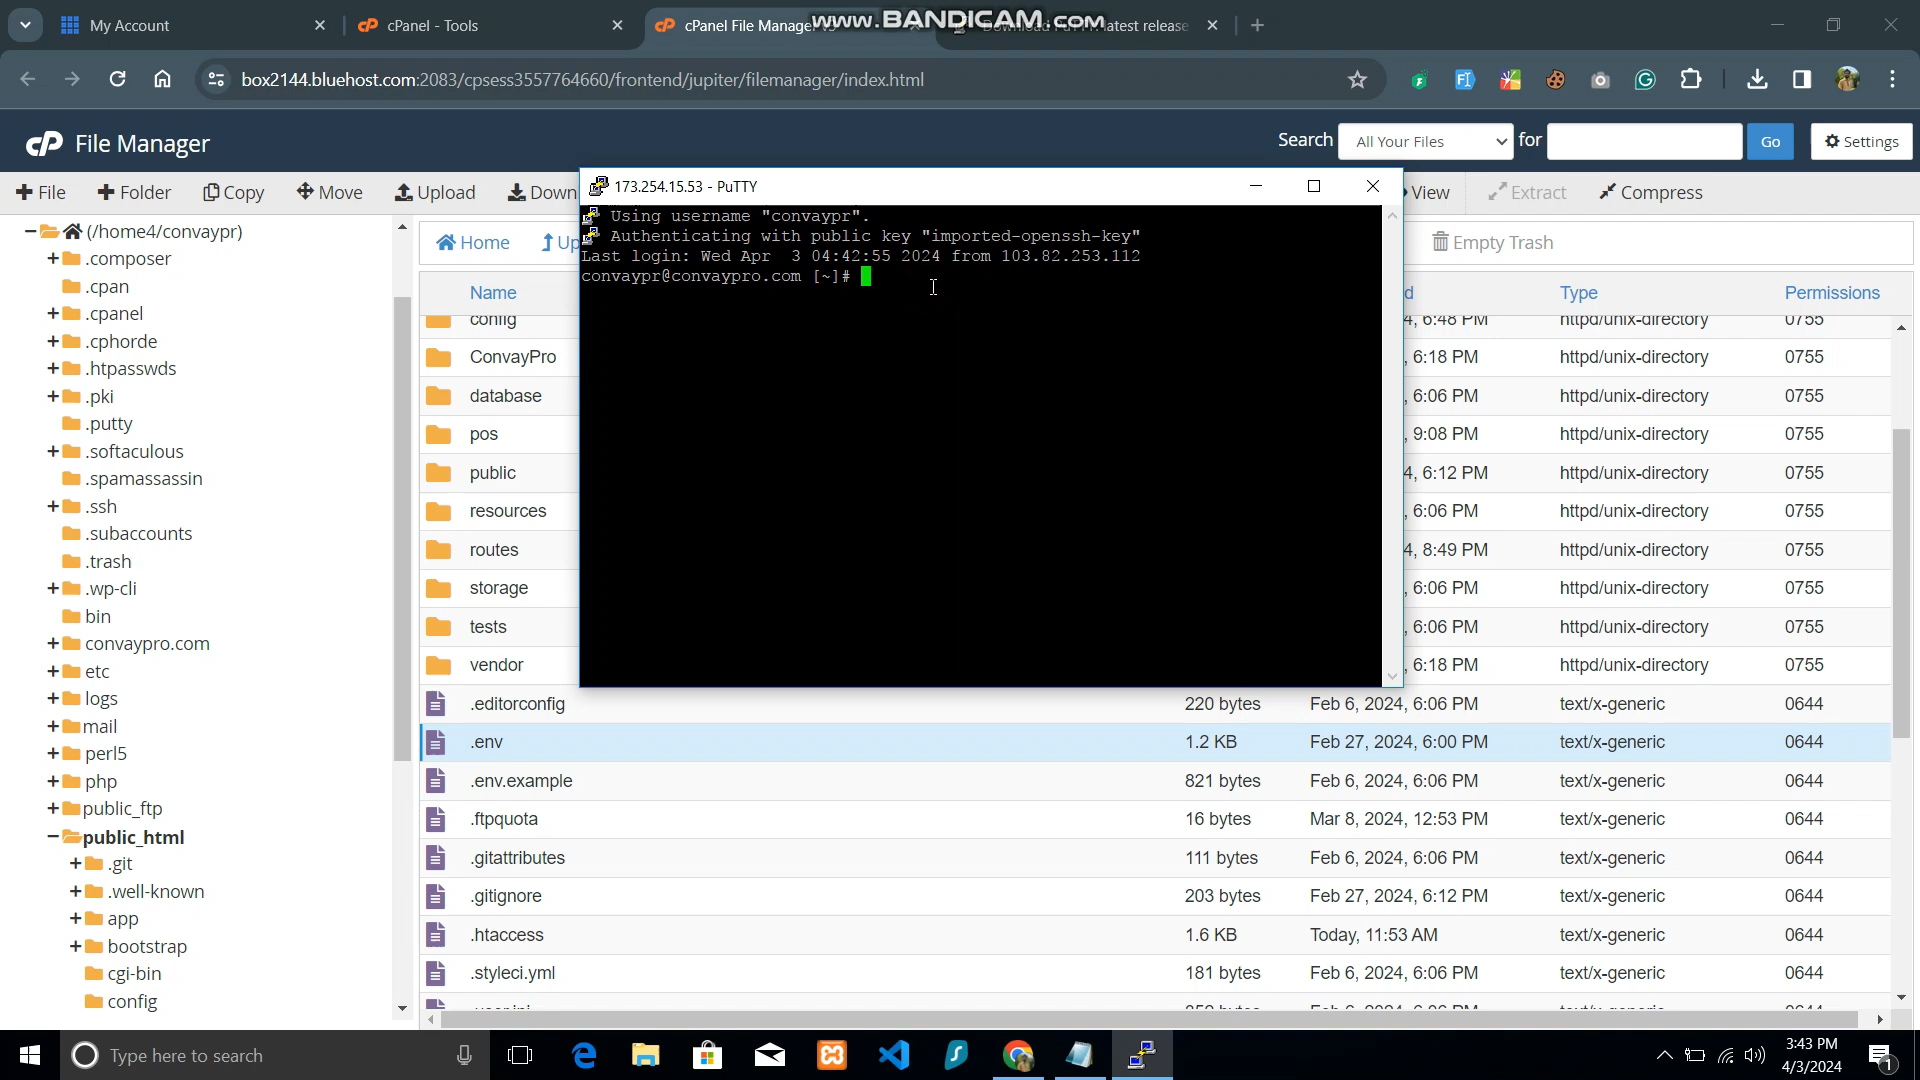 My Account
cPanel - Tools
cPanel File Manager v3
Download PuTTY: latest release
www.BANDICAM.com
box2144.bluehost.com:2083/cpsess3557764660/frontend/jupiter/filemanager/index.html
File Manager
Search All Your Files for Go Settings
File Folder Copy Move Upload Down View Extract Compress
173.254.15.53 - PuTTY
Using username "convaypr".
Authenticating with public key "imported-openssh-key"
Last login: Wed Apr 3 04:42:55 2024 from 103.82.253.112
convaypr@convaypro.com [~]#
(/home4/convaypr)
.composer
.cpan
.cpanel
.cphorde
.htpasswds
.pki
.putty
.softaculous
.spamassassin
.ssh
.subaccounts
.trash
.wp-cli
bin
convaypro.com
etc
logs
mail
perl5
php
public_ftp
public_html
.git
.well-known
app
bootstrap
cgi-bin
config
Home Up Empty Trash
Name d Type Permissions
config 4, 6:48 PM httpd/unix-directory 0755
ConvayPro , 6:18 PM httpd/unix-directory 0755
database , 6:06 PM httpd/unix-directory 0755
pos , 9:08 PM httpd/unix-directory 0755
public 4, 6:12 PM httpd/unix-directory 0755
resources , 6:06 PM httpd/unix-directory 0755
routes 4, 8:49 PM httpd/unix-directory 0755
storage , 6:06 PM httpd/unix-directory 0755
tests , 6:06 PM httpd/unix-directory 0755
vendor , 6:18 PM httpd/unix-directory 0755
.editorconfig 220 bytes Feb 6, 2024, 6:06 PM text/x-generic 0644
.env 1.2 KB Feb 27, 2024, 6:00 PM text/x-generic 0644
.env.example 821 bytes Feb 6, 2024, 6:06 PM text/x-generic 0644
.ftpquota 16 bytes Mar 8, 2024, 12:53 PM text/x-generic 0644
.gitattributes 111 bytes Feb 6, 2024, 6:06 PM text/x-generic 0644
.gitignore 203 bytes Feb 27, 2024, 6:12 PM text/x-generic 0644
.htaccess 1.6 KB Today, 11:53 AM text/x-generic 0644
.styleci.yml 181 bytes Feb 6, 2024, 6:06 PM text/x-generic 0644
Type here to search
3:43 PM
4/3/2024
1